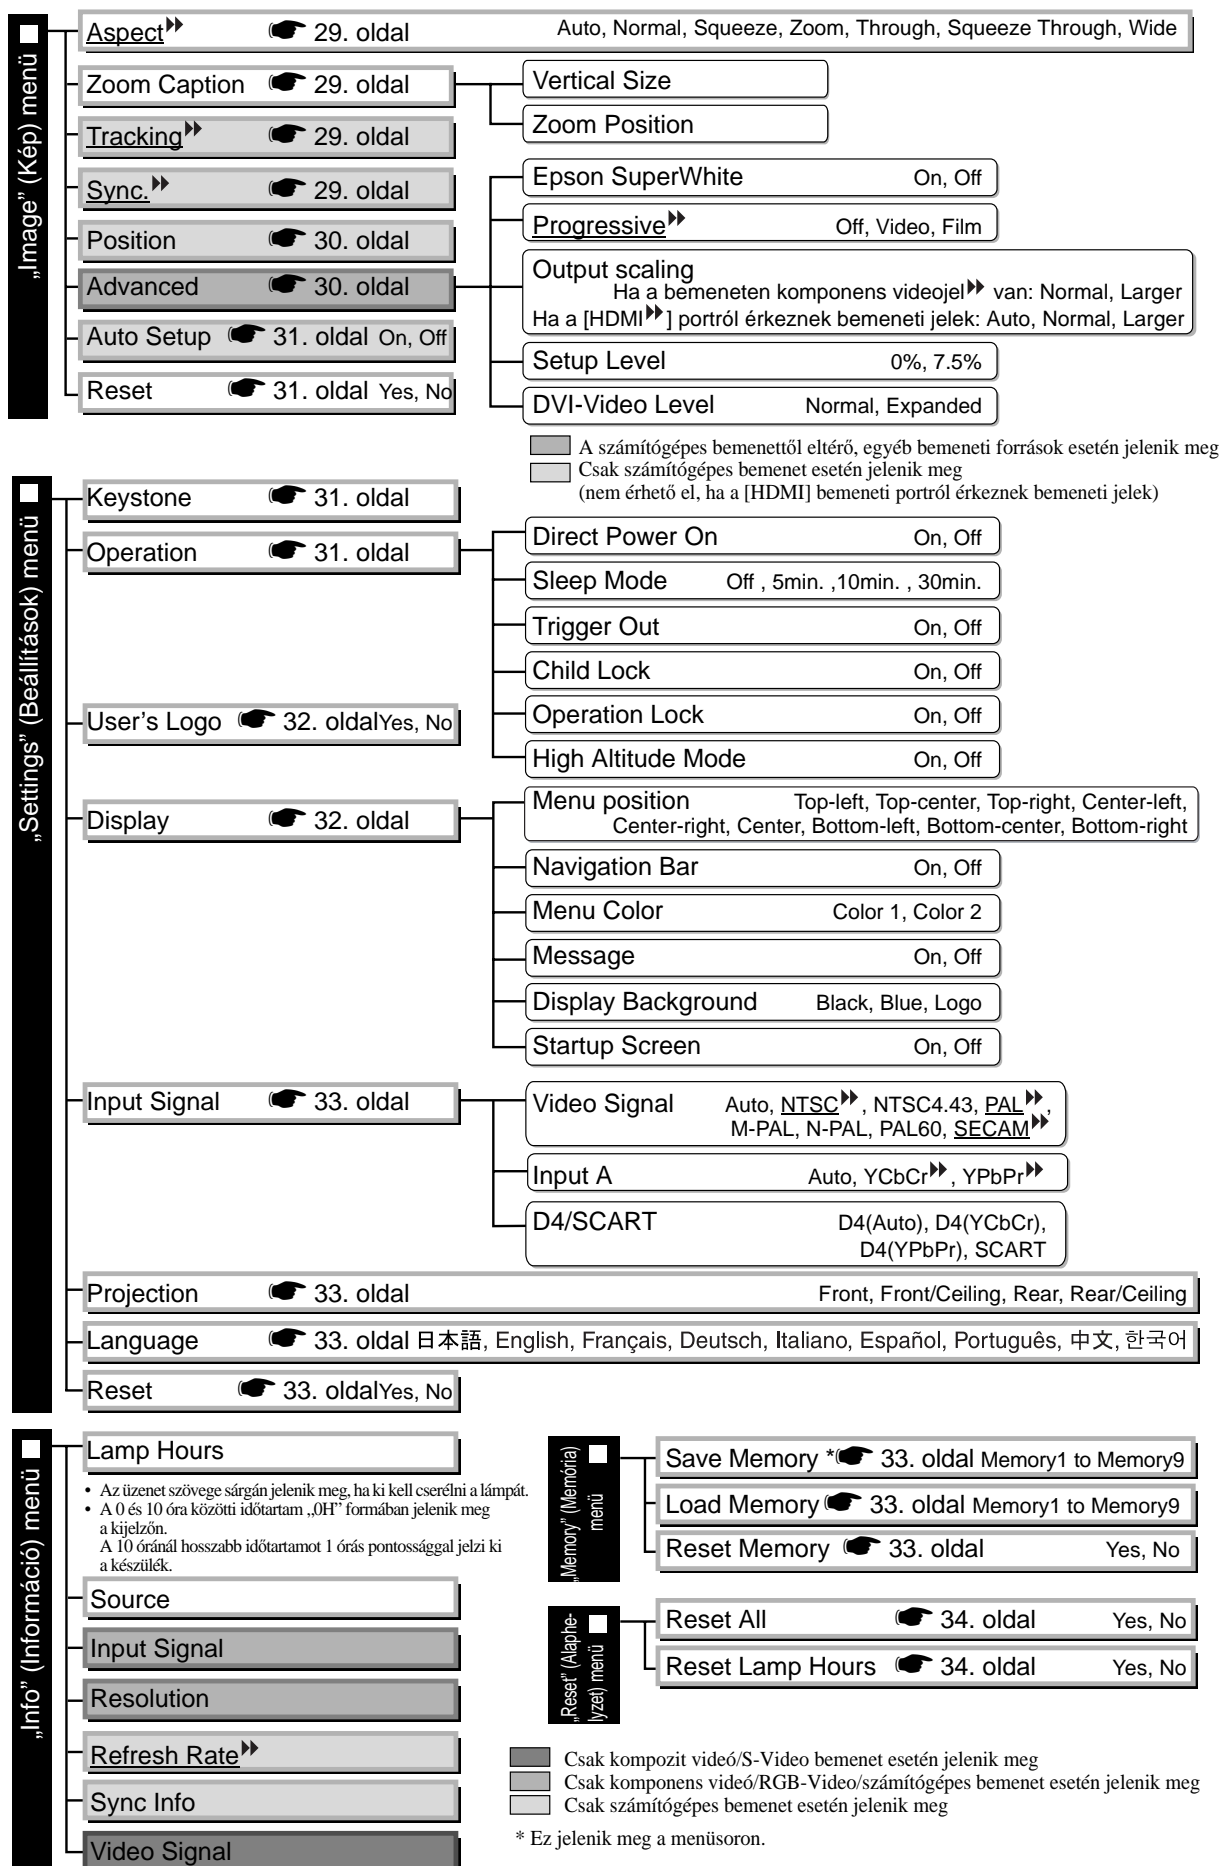 „Image” (Kép) menü
Aspect 29. oldal Auto, Normal, Squeeze, Zoom, Through, Squeeze Through, Wide
Zoom Caption 29. oldal
Vertical Size
Zoom Position
Tracking 29. oldal
Sync. 29. oldal
Position 30. oldal
Advanced 30. oldal
Epson SuperWhite On, Off
Progressive Off, Video, Film
Output scaling
Ha a bemeneten komponens videojel van: Normal, Larger
Ha a [HDMI ] portról érkeznek bemeneti jelek: Auto, Normal, Larger
Setup Level 0%, 7.5%
DVI-Video Level Normal, Expanded
Auto Setup 31. oldal On, Off
Reset 31. oldal Yes, No
A számítógépes bemenettől eltérő, egyéb bemeneti források esetén jelenik meg
Csak számítógépes bemenet esetén jelenik meg
(nem érhető el, ha a [HDMI] bemeneti portról érkeznek bemeneti jelek)
„Settings” (Beállítások) menü
Keystone 31. oldal
Operation 31. oldal
Direct Power On On, Off
Sleep Mode Off , 5min. ,10min. , 30min.
Trigger Out On, Off
Child Lock On, Off
Operation Lock On, Off
High Altitude Mode On, Off
User’s Logo 32. oldalYes, No
Display 32. oldal
Menu position Top-left, Top-center, Top-right, Center-left,
Center-right, Center, Bottom-left, Bottom-center, Bottom-right
Navigation Bar On, Off
Menu Color Color 1, Color 2
Message On, Off
Display Background Black, Blue, Logo
Startup Screen On, Off
Input Signal 33. oldal
Video Signal Auto, NTSC , NTSC4.43, PAL ,
M-PAL, N-PAL, PAL60, SECAM
Input A Auto, YCbCr , YPbPr
D4/SCART D4(Auto), D4(YCbCr),
D4(YPbPr), SCART
Projection 33. oldal Front, Front/Ceiling, Rear, Rear/Ceiling
Language 33. oldal 日本語, English, Français, Deutsch, Italiano, Español, Português, 中文, 한국어
Reset 33. oldalYes, No
„Info” (Információ) menü
Lamp Hours
• Az üzenet szövege sárgán jelenik meg, ha ki kell cserélni a lámpát.
• A 0 és 10 óra közötti időtartam „0H” formában jelenik meg
a kijelzőn.
A 10 óránál hosszabb időtartamot 1 órás pontossággal jelzi ki
a készülék.
Source
Input Signal
Resolution
Refresh Rate
Sync Info
Video Signal
„Memory” (Memória)
menü
Save Memory * 33. oldal Memory1 to Memory9
Load Memory 33. oldal Memory1 to Memory9
Reset Memory 33. oldal Yes, No
„Reset” (Alaphe-
lyzet) menü
Reset All 34. oldal Yes, No
Reset Lamp Hours 34. oldal Yes, No
Csak kompozit videó/S-Video bemenet esetén jelenik meg
Csak komponens videó/RGB-Video/számítógépes bemenet esetén jelenik meg
Csak számítógépes bemenet esetén jelenik meg
* Ez jelenik meg a menüsoron.